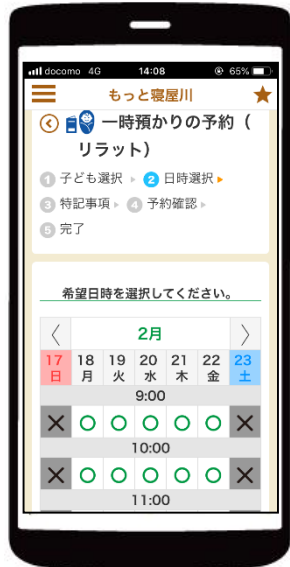 docomo 4G 14:08 65%
もっと寝屋川
一時預かりの予約（
リラット）
1 子ども選択 2 日時選択
3 特記事項 4 予約確認
5 完了
希望日時を選択してください。
2月
17 18 19 20 21 22 23
日 月 火 水 木 金 土
9:00
× ○ ○ ○ ○ ○ ×
10:00
× ○ ○ ○ ○ ○ ×
11:00